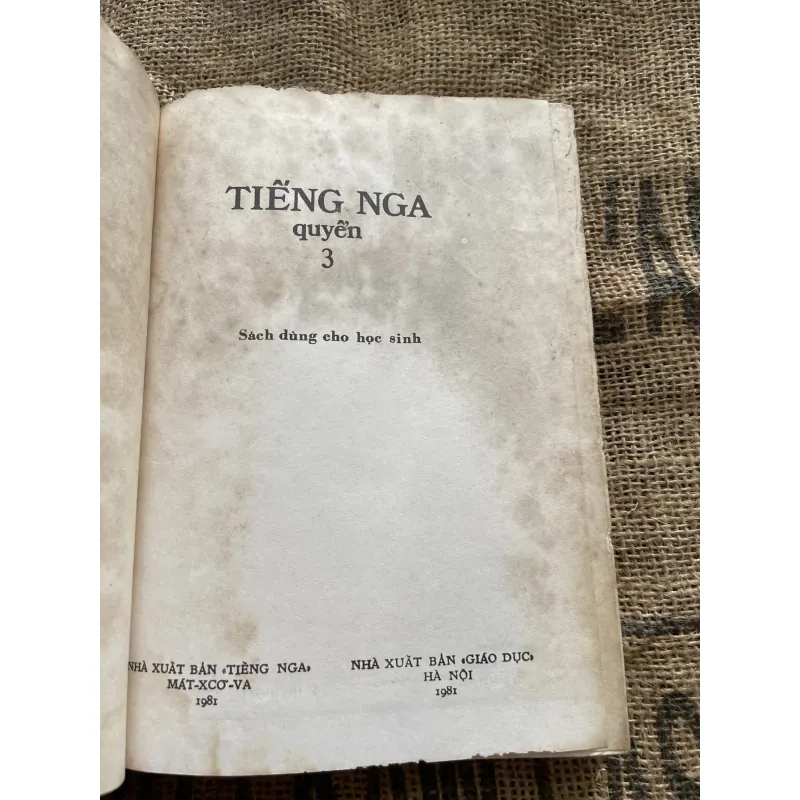 TIẾNG NGA
quyển
3
Sách dùng cho học sinh
NHÀ XUẤT BẢN «TIẾNG NGA»
MÁT-XCƠ-VA
1981
NHÀ XUẤT BẢN «GIÁO DỤC»
HÀ NỘI
1981